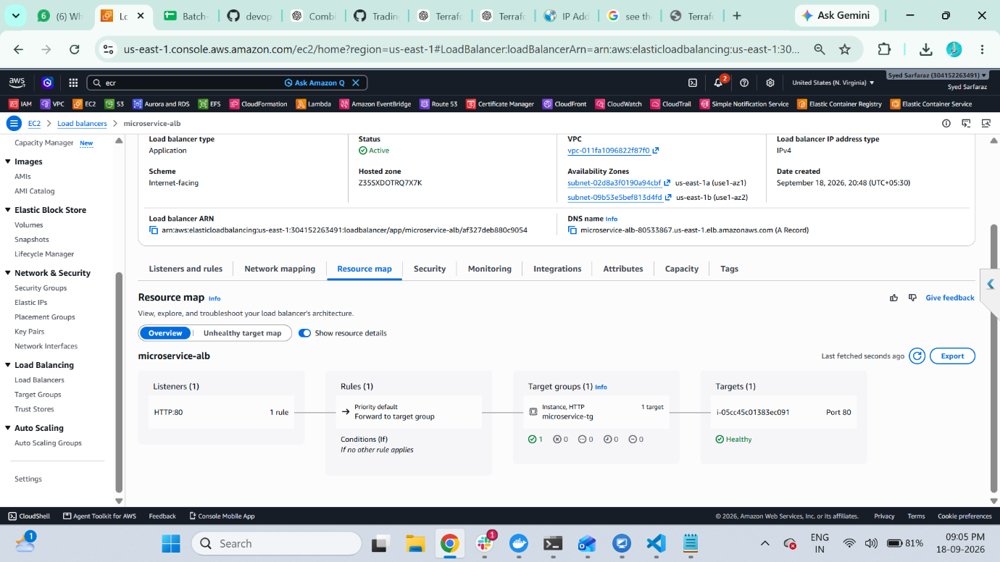 6
(6) Wh
Lo
Batch-
devop
Combi
Tradin
Terrafo
Terrafo
IP Add
see the
Terrafo
Ask Gemini
us-east-1.console.aws.amazon.com/ec2/home?region=us-east-1#LoadBalancer:loadBalancerArn=arn:aws:elasticloadbalancing:us-east-1:30...
aws
ecr
Ask Amazon Q
2
United States (N. Virginia)
Syed Sarfaraz (304152263491)
Syed Sarfaraz
IAM
VPC
EC2
S3
Aurora and RDS
EFS
CloudFormation
Lambda
Amazon EventBridge
Route 53
Certificate Manager
CloudFront
CloudWatch
CloudTrail
Simple Notification Service
Elastic Container Registry
Elastic Container Service
EC2
Load balancers
microservice-alb
Capacity Manager New
Images
AMIs
AMI Catalog
Elastic Block Store
Volumes
Snapshots
Lifecycle Manager
Network & Security
Security Groups
Elastic IPs
Placement Groups
Key Pairs
Network Interfaces
Load Balancing
Load Balancers
Target Groups
Trust Stores
Auto Scaling
Auto Scaling Groups
Settings
Load balancer type
Application
Status
Active
VPC
vpc-011fa1096822f87f0
Load balancer IP address type
IPv4
Scheme
Internet-facing
Hosted zone
Z35SXDOTRQ7X7K
Availability Zones
subnet-02d8a3f0190a94cbf us-east-1a (use1-az1)
subnet-09b53e5bef813d4fd us-east-1b (use1-az2)
Date created
September 18, 2026, 20:48 (UTC+05:30)
Load balancer ARN
arn:aws:elasticloadbalancing:us-east-1:304152263491:loadbalancer/app/microservice-alb/af327deb880c9054
DNS name Info
microservice-alb-80533867.us-east-1.elb.amazonaws.com (A Record)
Listeners and rules
Network mapping
Resource map
Security
Monitoring
Integrations
Attributes
Capacity
Tags
Resource map Info
Give feedback
View, explore, and troubleshoot your load balancer's architecture.
Overview
Unhealthy target map
Show resource details
microservice-alb
Last fetched seconds ago
Export
Listeners (1)
HTTP:80 1 rule
Rules (1)
Priority default
Forward to target group
Conditions (If)
If no other rule applies
Target groups (1) Info
Instance, HTTP 1 target
microservice-tg
1 0 0 0 0
Targets (1)
i-05cc45c01383ec091 Port 80
Healthy
CloudShell
Agent Toolkit for AWS
Feedback
Console Mobile App
© 2026, Amazon Web Services, Inc. or its affiliates.
Privacy
Terms
Cookie preferences
1
Search
1
ENG
IN
81%
09:05 PM
18-09-2026